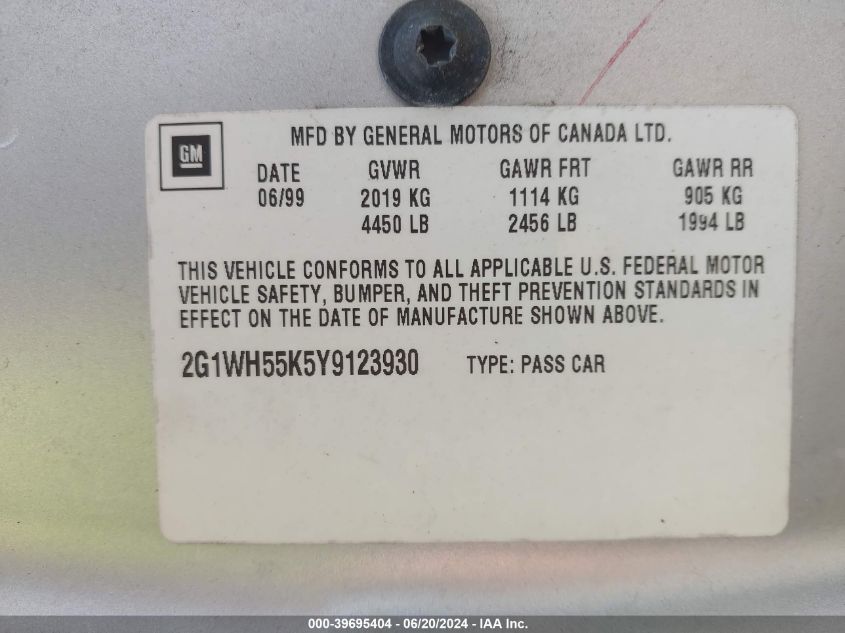 GM
MFD BY GENERAL MOTORS OF CANADA LTD.
DATE GVWR GAWR FRT GAWR RR
06/99 2019 KG 1114 KG 905 KG
4450 LB 2456 LB 1994 LB
THIS VEHICLE CONFORMS TO ALL APPLICABLE U.S. FEDERAL MOTOR
VEHICLE SAFETY, BUMPER, AND THEFT PREVENTION STANDARDS IN
EFFECT ON THE DATE OF MANUFACTURE SHOWN ABOVE.
2G1WH55K5Y9123930 TYPE: PASS CAR
000-39695404 / 06/20/2024 - IAA Inc.